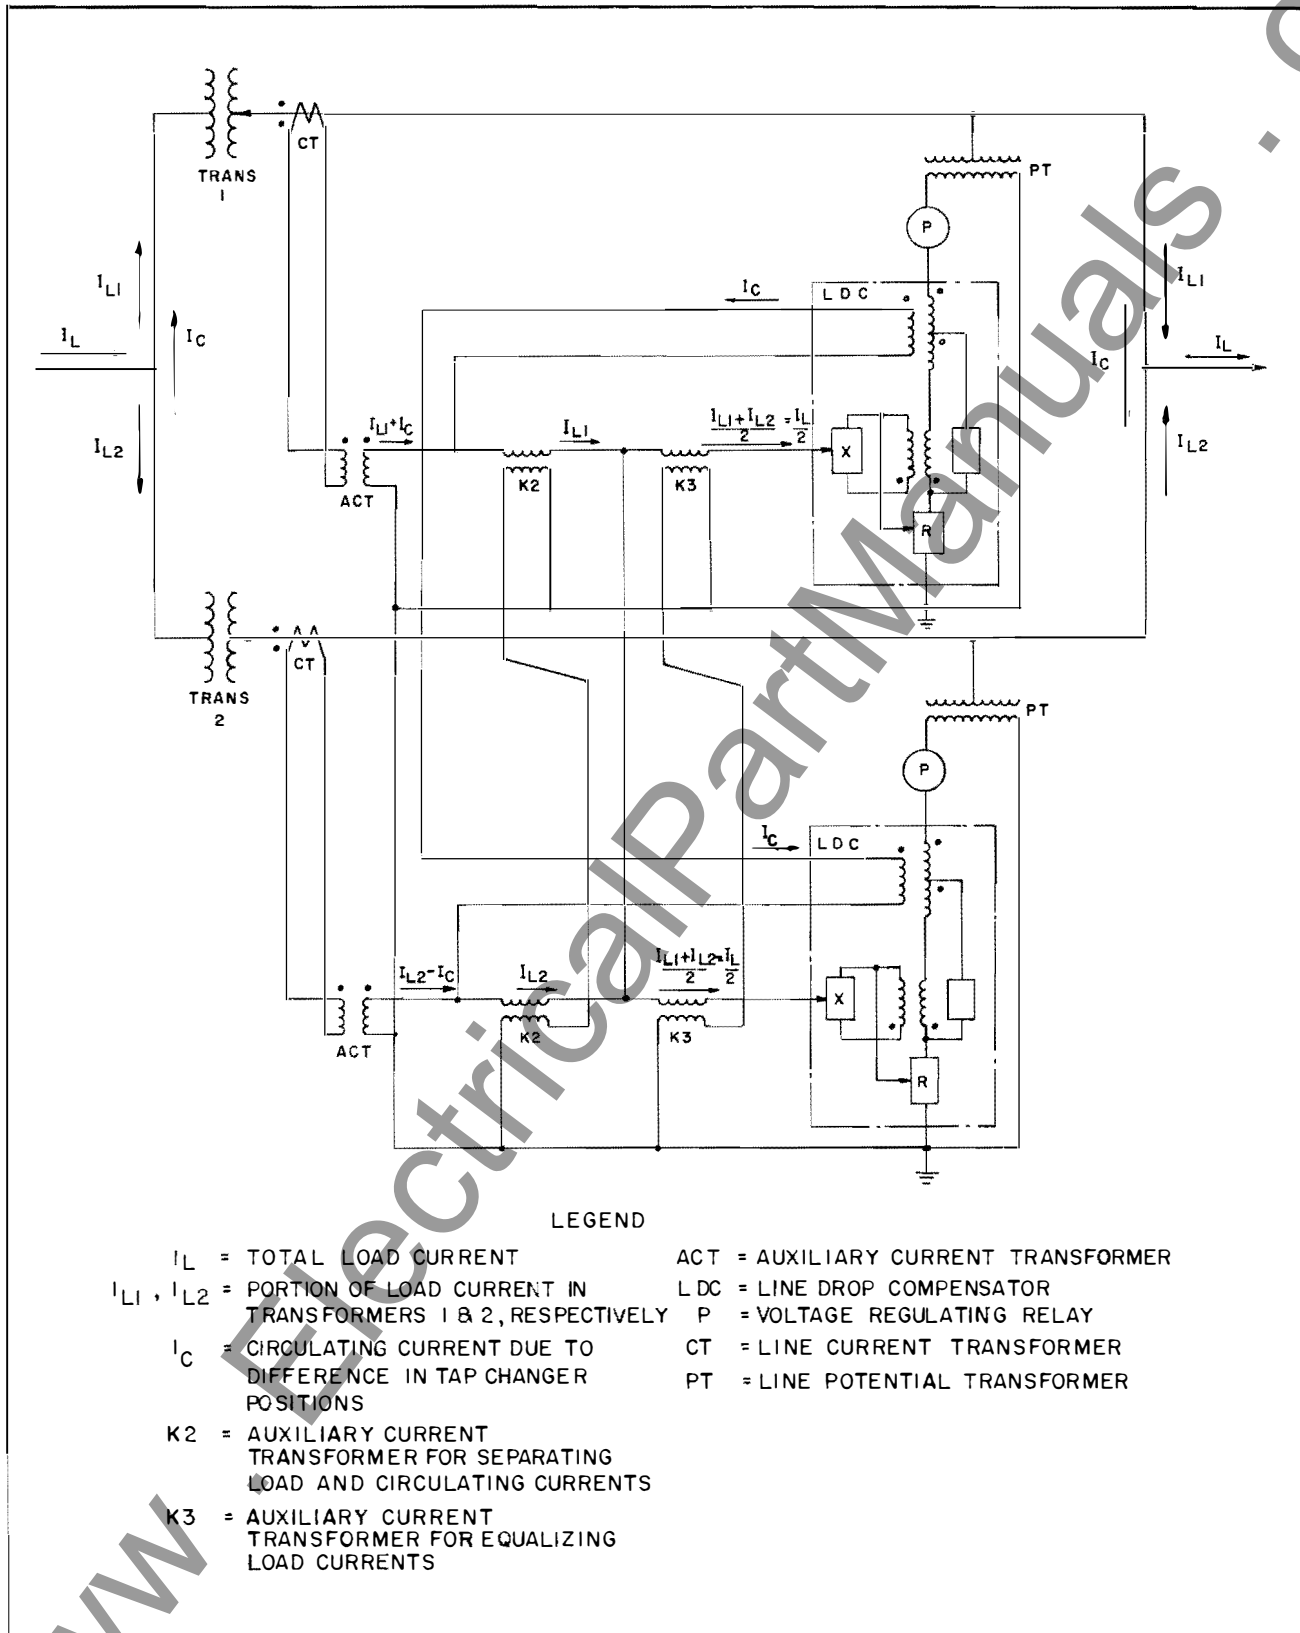 TRANS
1
CT
PT
P
I_L1
I_L
I_C
I_L2
I_C
LDC
I_L1
I_C
I_L
I_L2
I_L1+I_C
I_L1
I_L1+I_L2 = I_L
2 2
X
ACT
K2
K3
R
TRANS
2
CT
PT
P
I_C
LDC
I_L2-I_C
I_L2
I_L1+I_L2=I_L
2 2
X
ACT
K2
K3
R
LEGEND
I_L = TOTAL LOAD CURRENT
I_L1, I_L2 = PORTION OF LOAD CURRENT IN
TRANSFORMERS 1 & 2, RESPECTIVELY
I_C = CIRCULATING CURRENT DUE TO
DIFFERENCE IN TAP CHANGER
POSITIONS
K2 = AUXILIARY CURRENT
TRANSFORMER FOR SEPARATING
LOAD AND CIRCULATING CURRENTS
K3 = AUXILIARY CURRENT
TRANSFORMER FOR EQUALIZING
LOAD CURRENTS
ACT = AUXILIARY CURRENT TRANSFORMER
LDC = LINE DROP COMPENSATOR
P = VOLTAGE REGULATING RELAY
CT = LINE CURRENT TRANSFORMER
PT = LINE POTENTIAL TRANSFORMER
ww . ElectricalPartManuals .